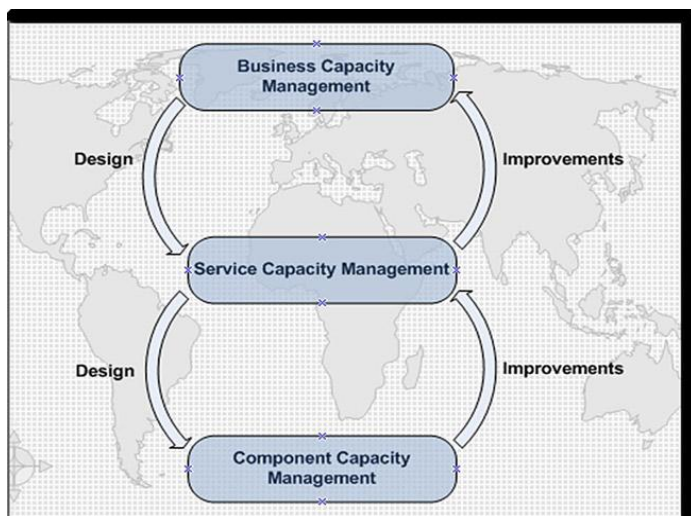 Business Capacity
Management
Design
Improvements
Service Capacity Management
Design
Improvements
Component Capacity
Management